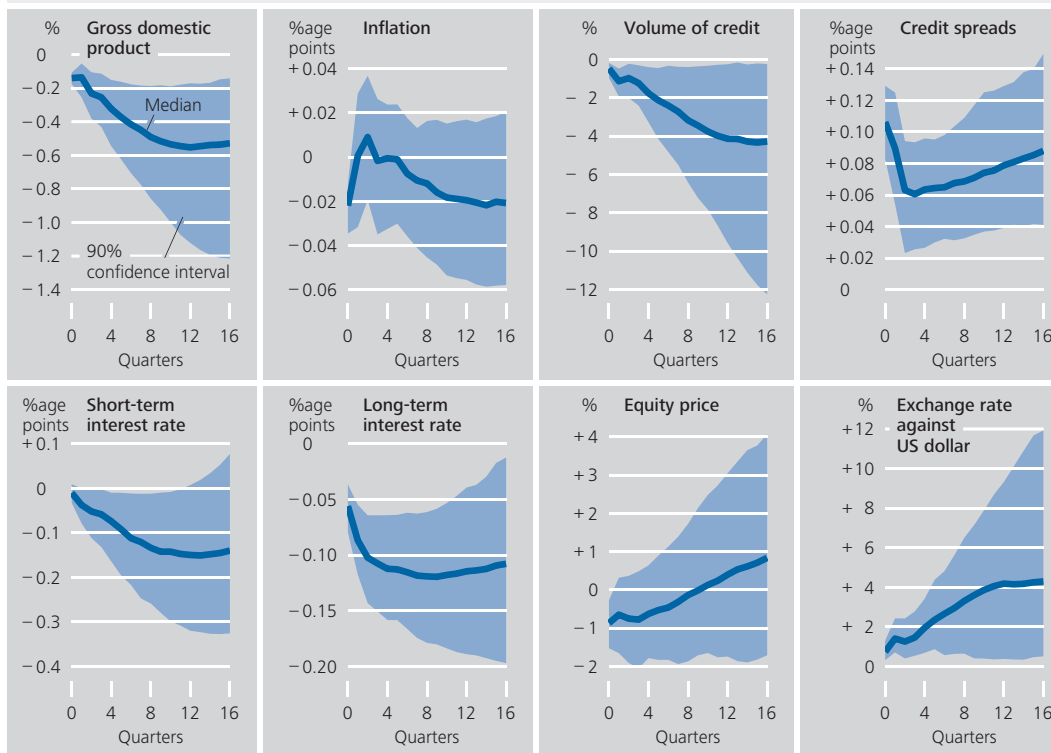 %
Gross domestic
product
0
− 0.2
− 0.4
− 0.6
− 0.8
− 1.0
− 1.2
− 1.4
Median
90%
confidence interval
0 4 8 12 16
Quarters
%age
points
Inflation
+ 0.04
+ 0.02
0
− 0.02
− 0.04
− 0.06
0 4 8 12 16
Quarters
%
Volume of credit
0
− 2
− 4
− 6
− 8
− 10
− 12
0 4 8 12 16
Quarters
%age
points
Credit spreads
+ 0.14
+ 0.12
+ 0.10
+ 0.08
+ 0.06
+ 0.04
+ 0.02
0
0 4 8 12 16
Quarters
%age
points
Short-term
interest rate
+ 0.1
0
− 0.1
− 0.2
− 0.3
− 0.4
0 4 8 12 16
Quarters
%age
points
Long-term
interest rate
0
− 0.05
− 0.10
− 0.15
− 0.20
0 4 8 12 16
Quarters
%
Equity price
+ 4
+ 3
+ 2
+ 1
0
− 1
− 2
0 4 8 12 16
Quarters
%
Exchange rate
against
US dollar
+ 12
+ 10
+ 8
+ 6
+ 4
+ 2
0
0 4 8 12 16
Quarters